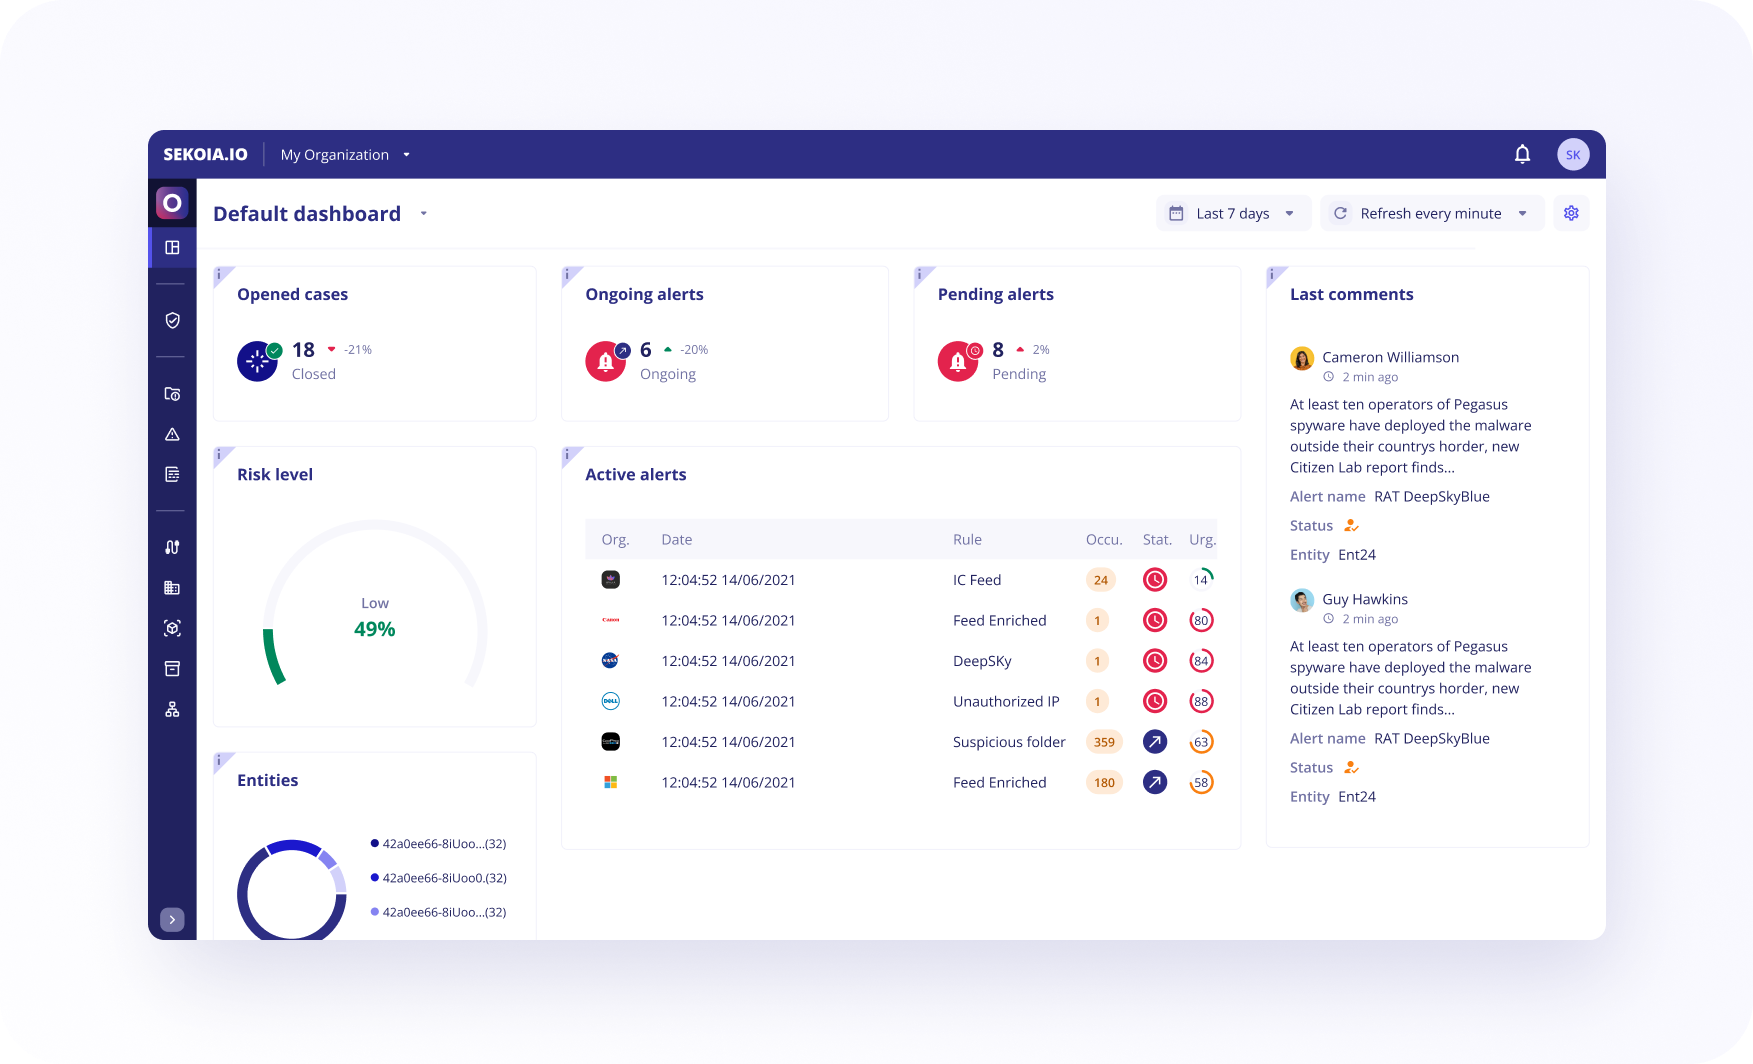 SEKOIA.IO
My Organization
SK
Default dashboard
Last 7 days
Refresh every minute
i
Opened cases
18
-21%
Closed
i
Ongoing alerts
6
-20%
Ongoing
i
Pending alerts
8
2%
Pending
i
Last comments
Cameron Williamson
2 min ago
At least ten operators of Pegasus
spyware have deployed the malware
outside their countrys horder, new
Citizen Lab report finds...
Alert name RAT DeepSkyBlue
Status
Entity Ent24
Guy Hawkins
2 min ago
At least ten operators of Pegasus
spyware have deployed the malware
outside their countrys horder, new
Citizen Lab report finds...
Alert name RAT DeepSkyBlue
Status
Entity Ent24
i
Risk level
Low
49%
i
Active alerts
Org. Date Rule Occu. Stat. Urg.
12:04:52 14/06/2021 IC Feed 24 14
Canon 12:04:52 14/06/2021 Feed Enriched 1 80
NASA 12:04:52 14/06/2021 DeepSKy 1 84
DELL 12:04:52 14/06/2021 Unauthorized IP 1 88
12:04:52 14/06/2021 Suspicious folder 359 63
12:04:52 14/06/2021 Feed Enriched 180 58
i
Entities
42a0ee66-8iUoo...(32)
42a0ee66-8iUoo0.(32)
42a0ee66-8iUoo...(32)